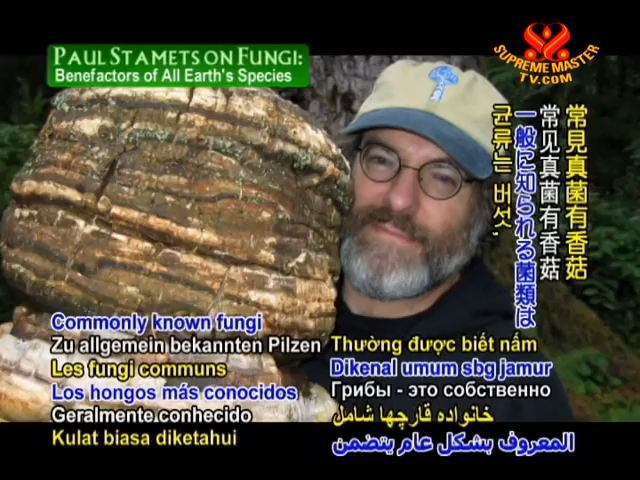 PAUL STAMETS ON FUNGI:
Benefactors of All Earth's Species
SUPREME MASTER
TV.COM
常見真菌有香菇
常见真菌有香菇
一般に知られる菌類は
균류는 버섯,
Commonly known fungi
Zu allgemein bekannten Pilzen
Les fungi communs
Los hongos más conocidos
Geralmente conhecido
Kulat biasa diketahui
Thường được biết nấm
Dikenal umum sbg jamur
Грибы - это собственно
خانواده قارچها شامل
المعروف بشكل عام يتضمن